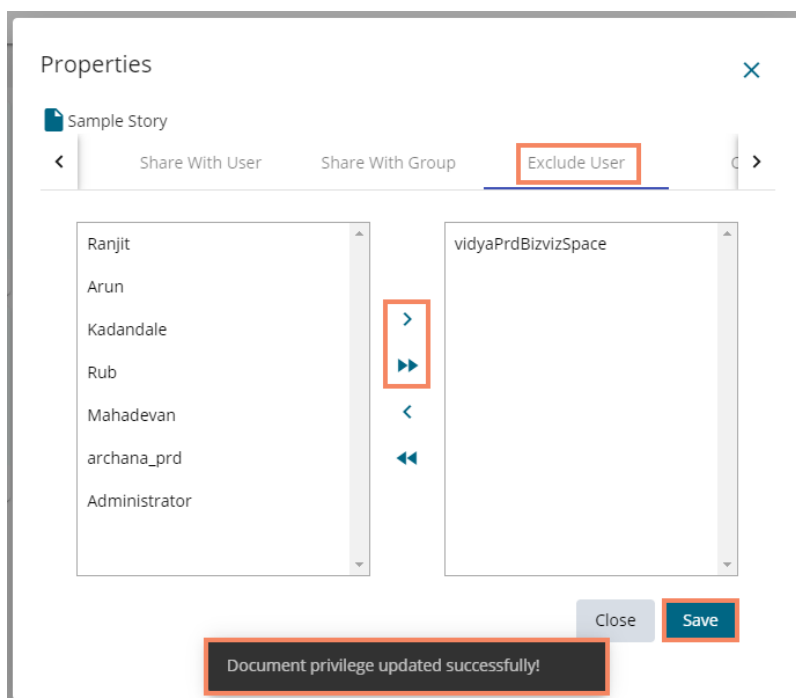 Properties
Sample Story
Share With User Share With Group Exclude User
Ranjit
Arun
Kadandale
Rub
Mahadevan
archana_prd
Administrator
vidyaPrdBizvizSpace
Close Save
Document privilege updated successfully!